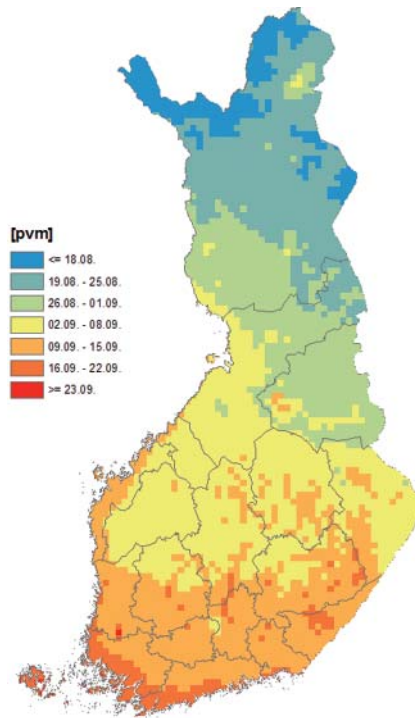 [pvm]
<= 18.08.
19.08. - 25.08.
26.08. - 01.09.
02.09. - 08.09.
09.09. - 15.09.
16.09. - 22.09.
>= 23.09.